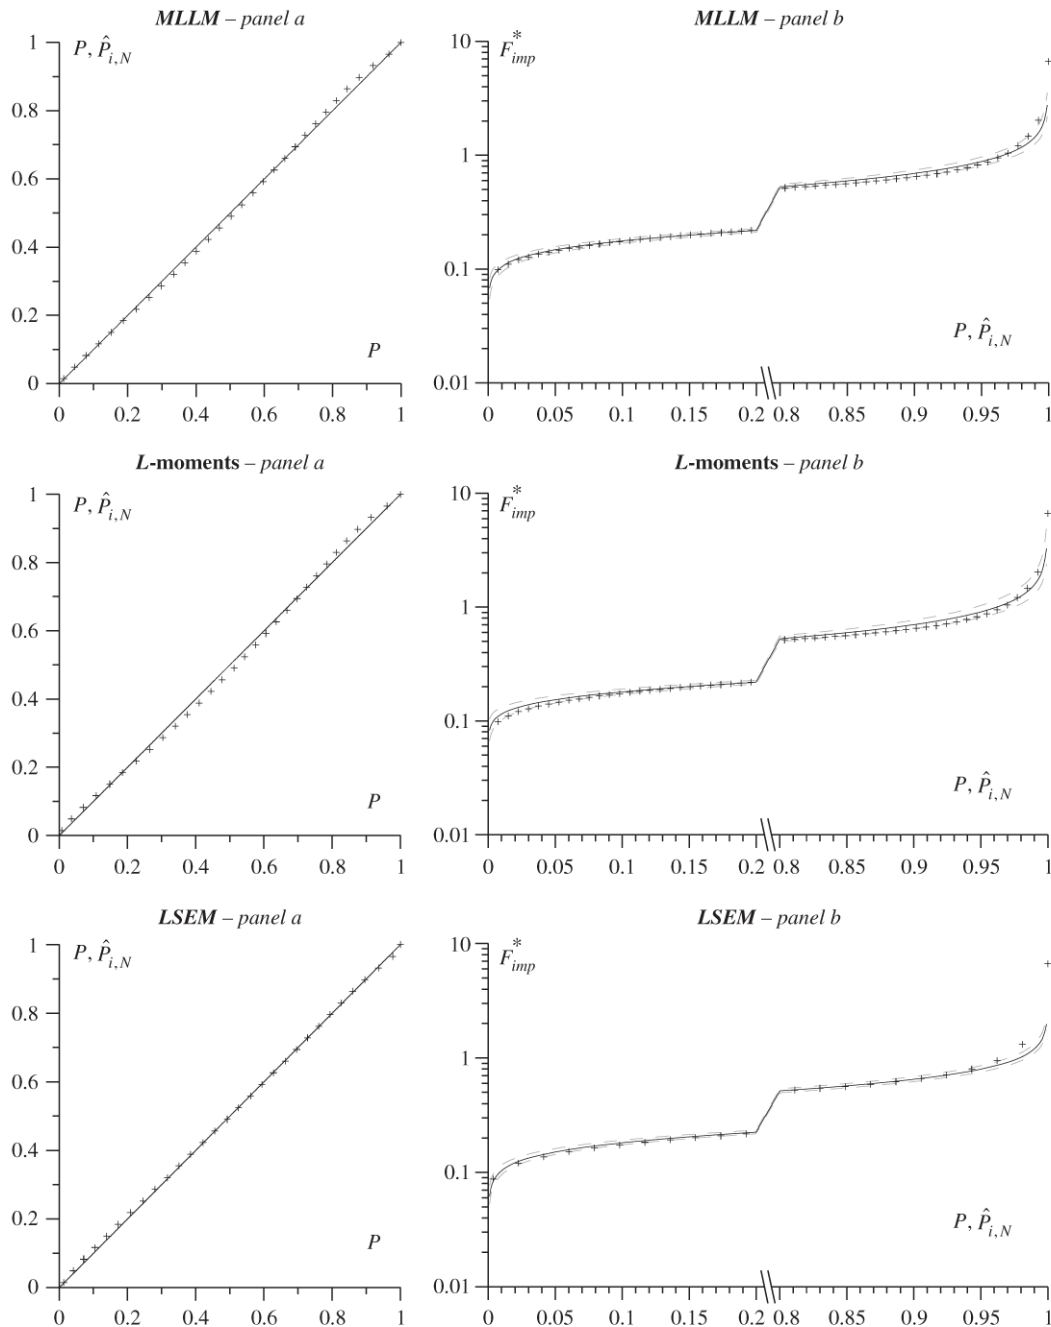 MLLM – panel a
P, P̂i,N
1
0.8
0.6
0.4
0.2
0
P
0 0.2 0.4 0.6 0.8 1
MLLM – panel b
10
F*imp
1
0.1
0.01
P, P̂i,N
0 0.05 0.1 0.15 0.2 0.8 0.85 0.9 0.95 1
L-moments – panel a
P, P̂i,N
1
0.8
0.6
0.4
0.2
0
P
0 0.2 0.4 0.6 0.8 1
L-moments – panel b
10
F*imp
1
0.1
0.01
P, P̂i,N
0 0.05 0.1 0.15 0.2 0.8 0.85 0.9 0.95 1
LSEM – panel a
P, P̂i,N
1
0.8
0.6
0.4
0.2
0
P
0 0.2 0.4 0.6 0.8 1
LSEM – panel b
10
F*imp
1
0.1
0.01
P, P̂i,N
0 0.05 0.1 0.15 0.2 0.8 0.85 0.9 0.95 1